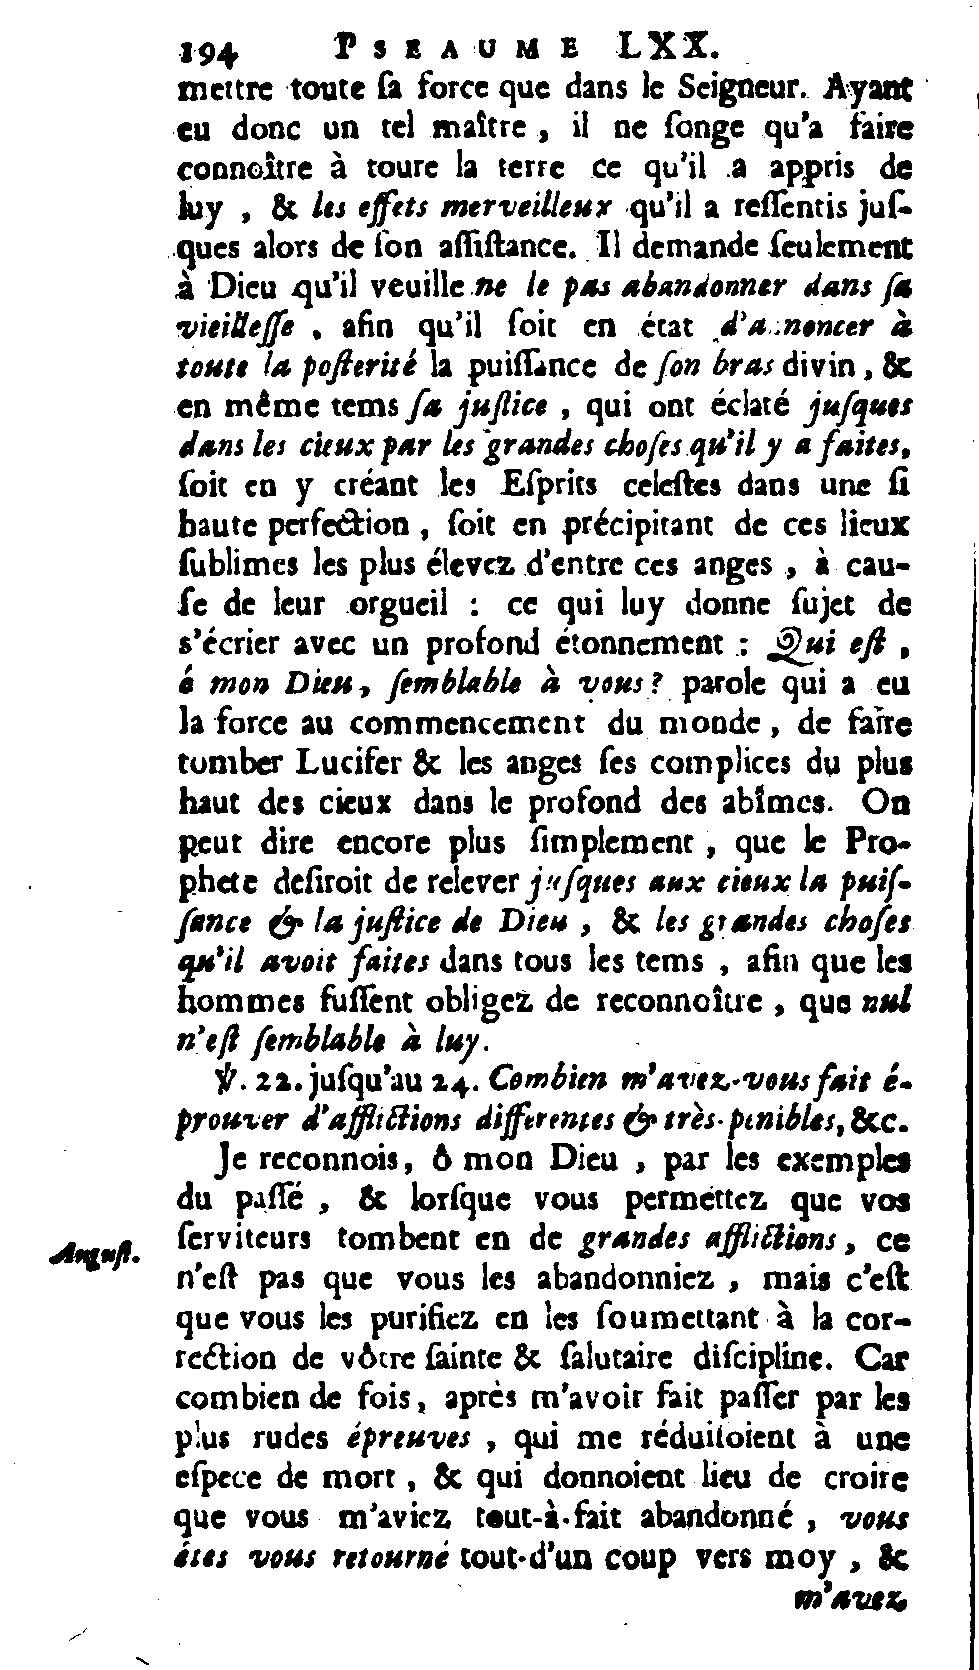 194 PSEAUME LXX.
mettre toute ſa force que dans le Seigneur. Ayant
eu donc un tel maître , il ne ſonge qu'a faire
connoître à toure la terre ce qu'il a appris de
luy , & les effets merveilleux qu'il a reſſentis juſ-
ques alors de ſon aſſiſtance. Il demande ſeulement
à Dieu qu'il veuille ne le pas abandonner dans ſa
vieilleſſe , afin qu'il ſoit en état d'annoncer à
toute la poſterité la puiſſance de ſon bras divin , &
en même tems ſa juſtice , qui ont éclaté juſques
dans les cieux par les grandes choſes qu'il y a faites,
ſoit en y créant les Eſprits celeſtes dans une ſi
haute perfection , ſoit en précipitant de ces lieux
ſublimes les plus élevez d'entre ces anges , à cau-
ſe de leur orgueil : ce qui luy donne ſujet de
s'écrier avec un profond étonnement : Qui eſt ,
ô mon Dieu, ſemblable à vous ? parole qui a eu
la force au commencement du monde , de faire
tomber Lucifer & les anges ſes complices du plus
haut des cieux dans le profond des abîmes. On
peut dire encore plus ſimplement , que le Pro-
phete deſiroit de relever juſques aux cieux la puiſ-
ſance & la juſtice de Dieu , & les grandes choſes
qu'il avoit faites dans tous les tems , afin que les
hommes fuſſent obligez de reconnoître , que nul
n'eſt ſemblable à luy.
℣. 22. juſqu'au 24. Combien m'avez-vous fait é-
prouver d'afflictions differentes & très-penibles, &c.
Je reconnois, ô mon Dieu , par les exemples
du paſſé , & lorſque vous permettez que vos
ſerviteurs tombent en de grandes afflictions, ce
Auguſt.
n'eſt pas que vous les abandonniez , mais c'eſt
que vous les purifiez en les ſoumettant à la cor-
rection de vôtre ſainte & ſalutaire diſcipline. Car
combien de fois, après m'avoir fait paſſer par les
plus rudes épreuves , qui me réduiſoient à une
eſpece de mort , & qui donnoient lieu de croire
que vous m'aviez tout-à-fait abandonné , vous
êtes vous retourné tout-d'un coup vers moy , &
m'avez